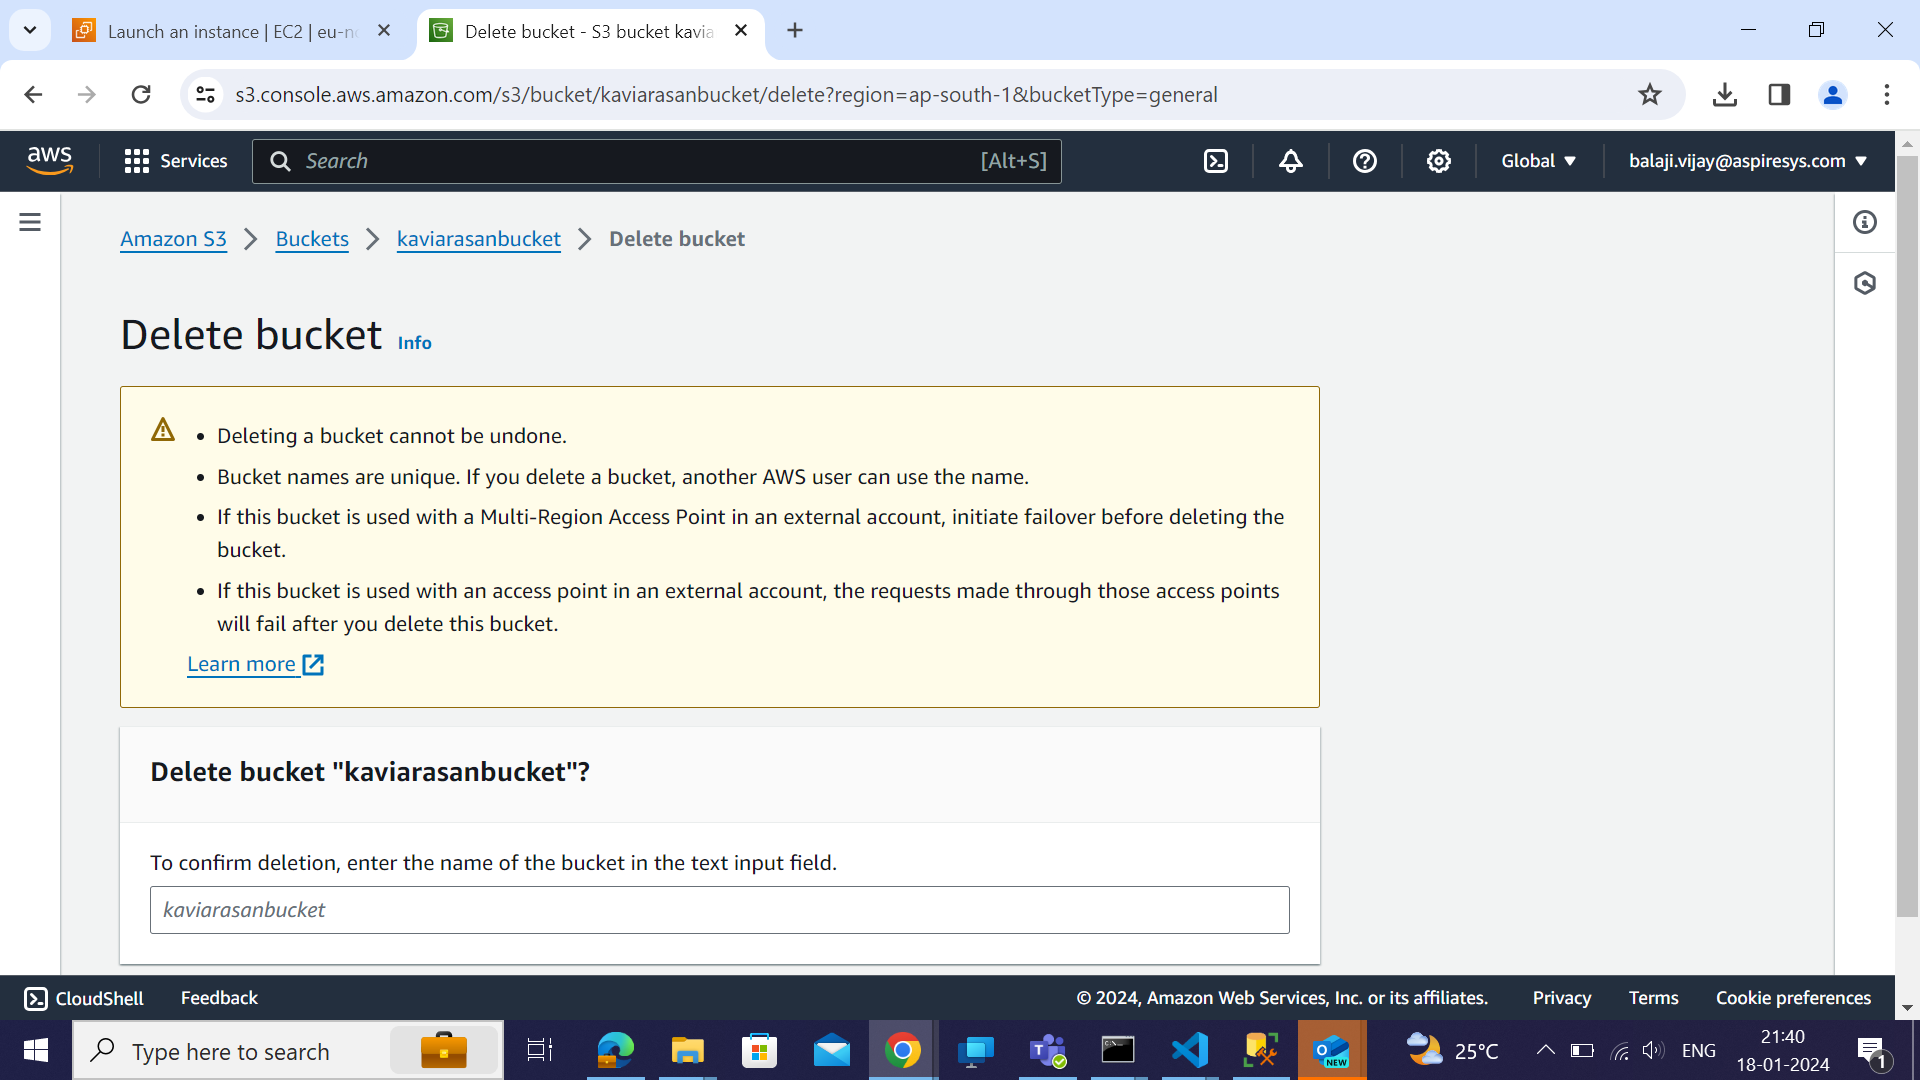 Launch an instance | EC2 | eu-no
Delete bucket - S3 bucket kavia
s3.console.aws.amazon.com/s3/bucket/kaviarasanbucket/delete?region=ap-south-1&bucketType=general
aws
Services
Search
[Alt+S]
Global
balaji.vijay@aspiresys.com
Amazon S3 > Buckets > kaviarasanbucket > Delete bucket
Delete bucket Info
• Deleting a bucket cannot be undone.
• Bucket names are unique. If you delete a bucket, another AWS user can use the name.
• If this bucket is used with a Multi-Region Access Point in an external account, initiate failover before deleting the
bucket.
• If this bucket is used with an access point in an external account, the requests made through those access points
will fail after you delete this bucket.
Learn more
Delete bucket "kaviarasanbucket"?
To confirm deletion, enter the name of the bucket in the text input field.
kaviarasanbucket
CloudShell
Feedback
© 2024, Amazon Web Services, Inc. or its affiliates.
Privacy
Terms
Cookie preferences
Type here to search
NEW
25°C
ENG
21:40
18-01-2024
1